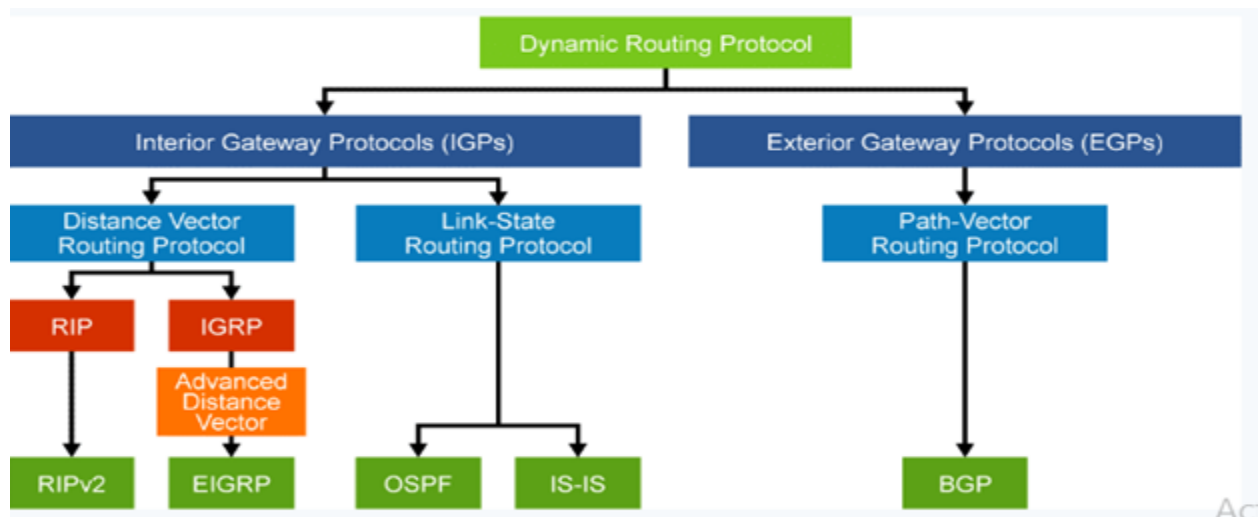 Dynamic Routing Protocol
Interior Gateway Protocols (IGPs)
Exterior Gateway Protocols (EGPs)
Distance Vector
Routing Protocol
Link-State
Routing Protocol
Path-Vector
Routing Protocol
RIP
IGRP
Advanced
Distance
Vector
RIPv2
EIGRP
OSPF
IS-IS
BGP